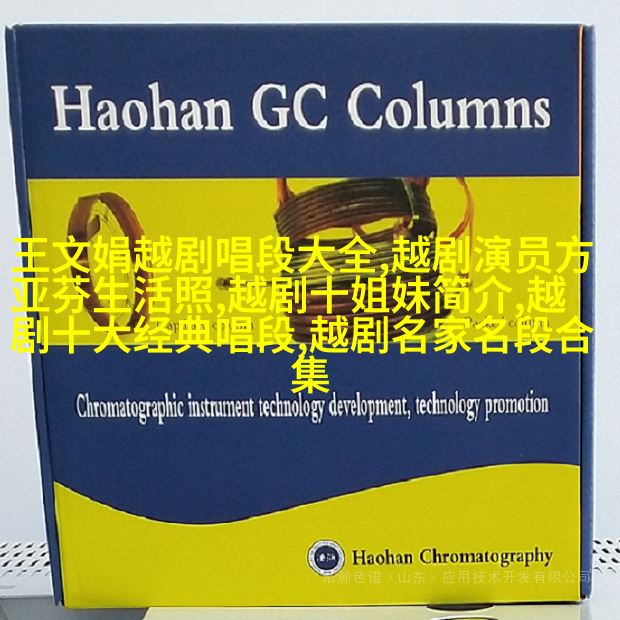 Haohan GC Columns
王文娟越剧唱段大全,越剧演员方
亚芬生活照,越剧十姐妹简介,越
剧十大经典唱段,越剧名家名段合
集
Chromatographic instrument technology development, technology promotion
Haohan Chromatography
浩瀚色谱（山东）应用技术开发有限公司